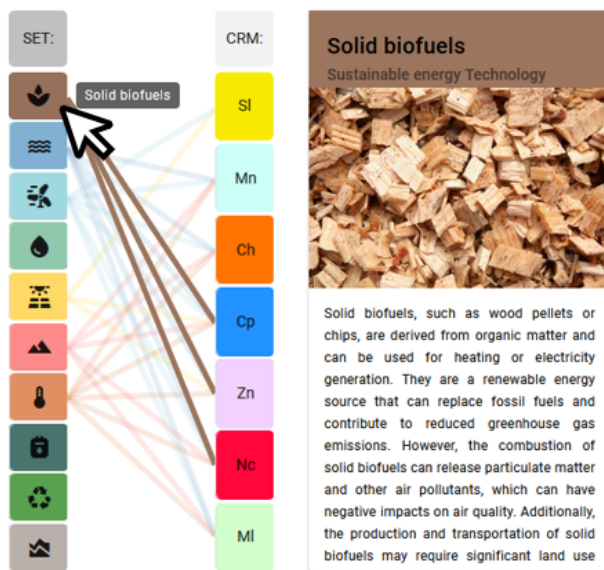 SET:
CRM:
Solid biofuels
SI
Mn
Ch
Cp
Zn
Nc
MI
Solid biofuels
Sustainable energy Technology
Solid biofuels, such as wood pellets or
chips, are derived from organic matter and
can be used for heating or electricity
generation. They are a renewable energy
source that can replace fossil fuels and
contribute to reduced greenhouse gas
emissions. However, the combustion of
solid biofuels can release particulate matter
and other air pollutants, which can have
negative impacts on air quality. Additionally,
the production and transportation of solid
biofuels may require significant land use